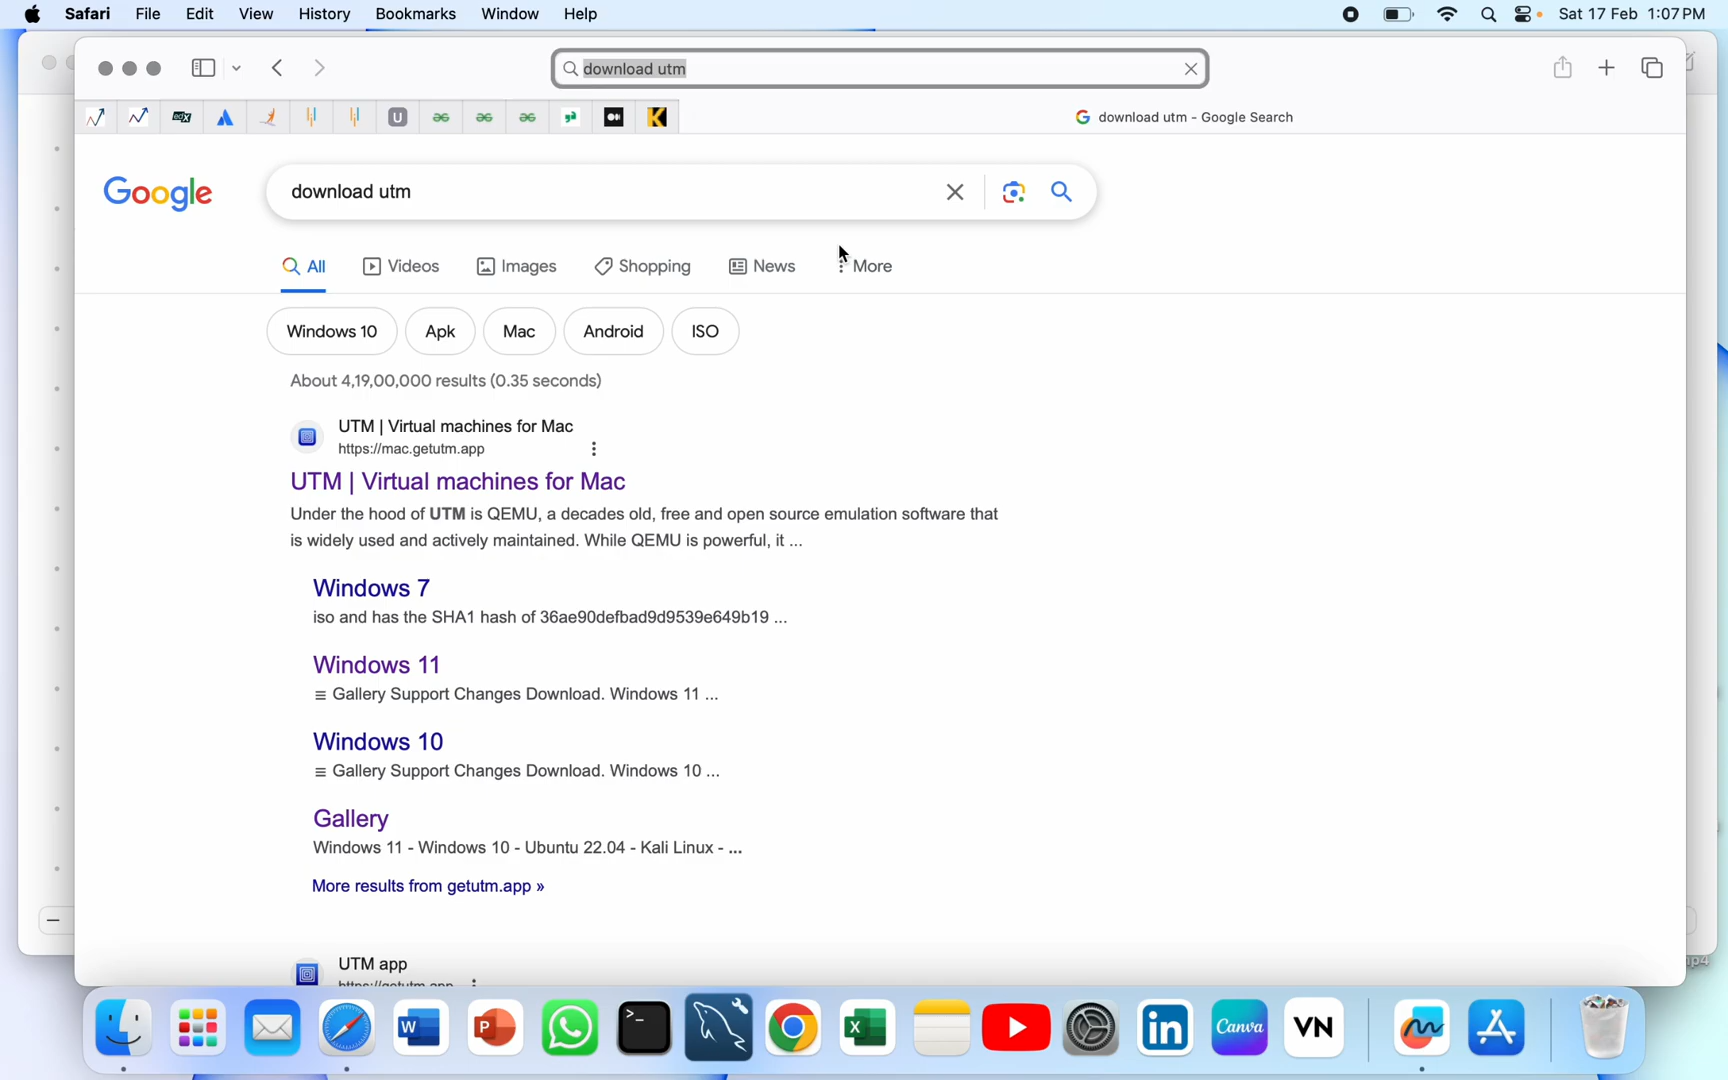 Safari File Edit View History Bookmarks Window Help Sat 17 Feb 1:07 PM
download utm
edX U
download utm - Google Search
Google download utm
All Videos Images Shopping News More
Windows 10 Apk Mac Android ISO
About 4,19,00,000 results (0.35 seconds)
UTM | Virtual machines for Mac
https://mac.getutm.app
UTM | Virtual machines for Mac
Under the hood of UTM is QEMU, a decades old, free and open source emulation software that
is widely used and actively maintained. While QEMU is powerful, it ...
Windows 7
iso and has the SHA1 hash of 36ae90defbad9d9539e649b19 ...
Windows 11
≡ Gallery Support Changes Download. Windows 11 ...
Windows 10
≡ Gallery Support Changes Download. Windows 10 ...
Gallery
Windows 11 - Windows 10 - Ubuntu 22.04 - Kali Linux - ...
More results from getutm.app »
UTM app
https://getutm.app
mp4
W P >_ X in Canva VN